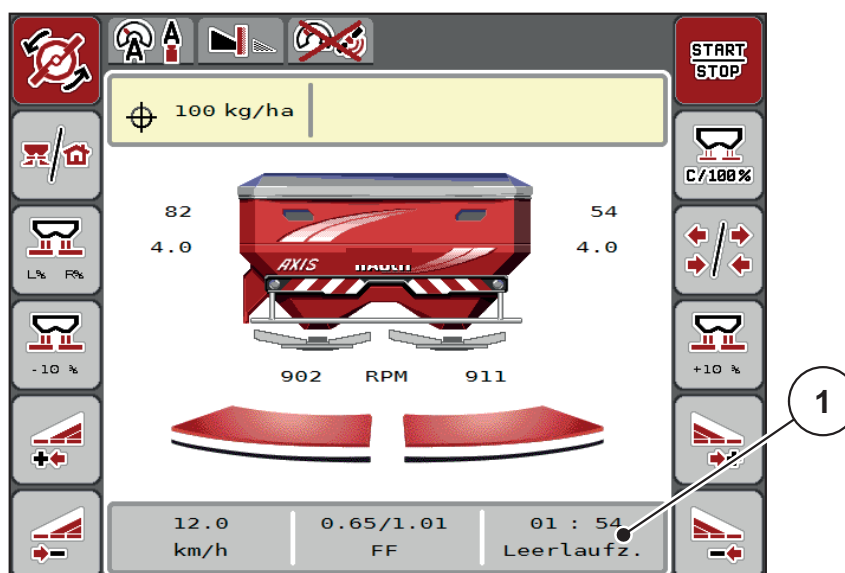 A A START
STOP
100 kg/ha
C/100%
82 54
4.0 4.0
L% R%
AXIS RAUCH
-10 % 902 RPM 911 +10 %
1
12.0 0.65/1.01 01 : 54
km/h FF Leerlaufz.